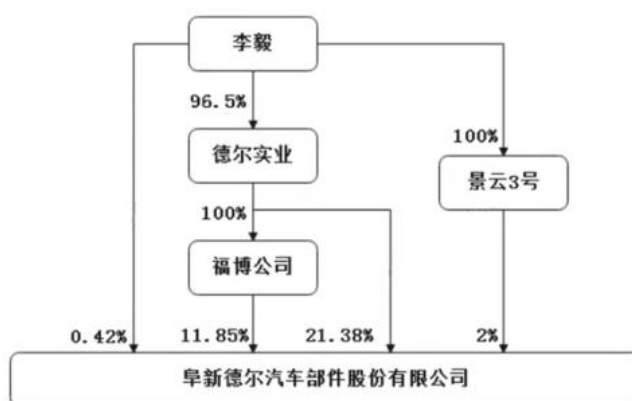 李毅
96.5%
德尔实业
100%
景云3号
100%
福博公司
0.42%
11.85%
21.38%
2%
阜新德尔汽车部件股份有限公司